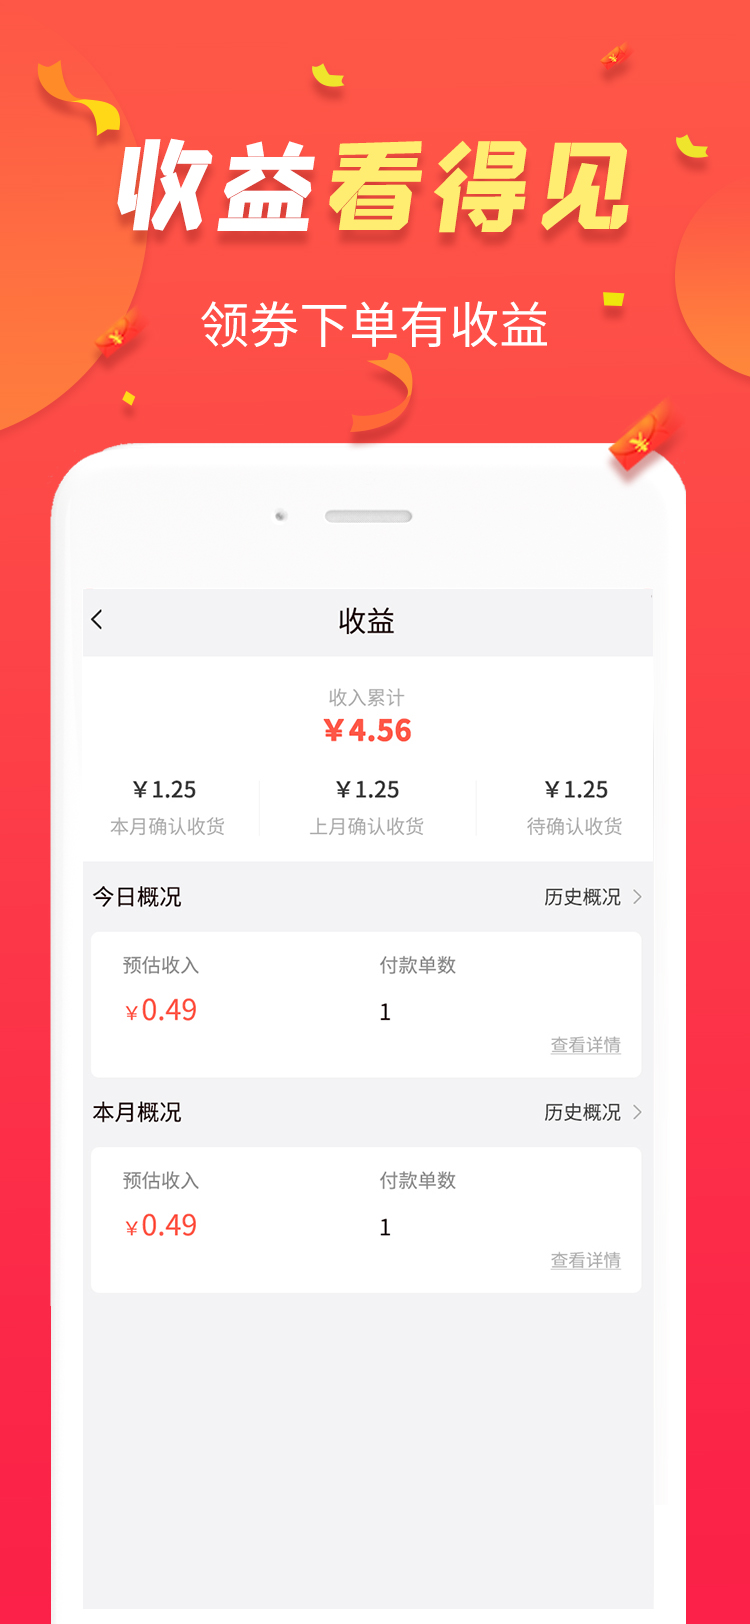 收益看得见
领券下单有收益
收益
收入累计
￥4.56
￥1.25 ￥1.25 ￥1.25
本月确认收货 上月确认收货 待确认收货
今日概况 历史概况
预估收入 付款单数
￥0.49 1
查看详情
本月概况 历史概况
预估收入 付款单数
￥0.49 1
查看详情